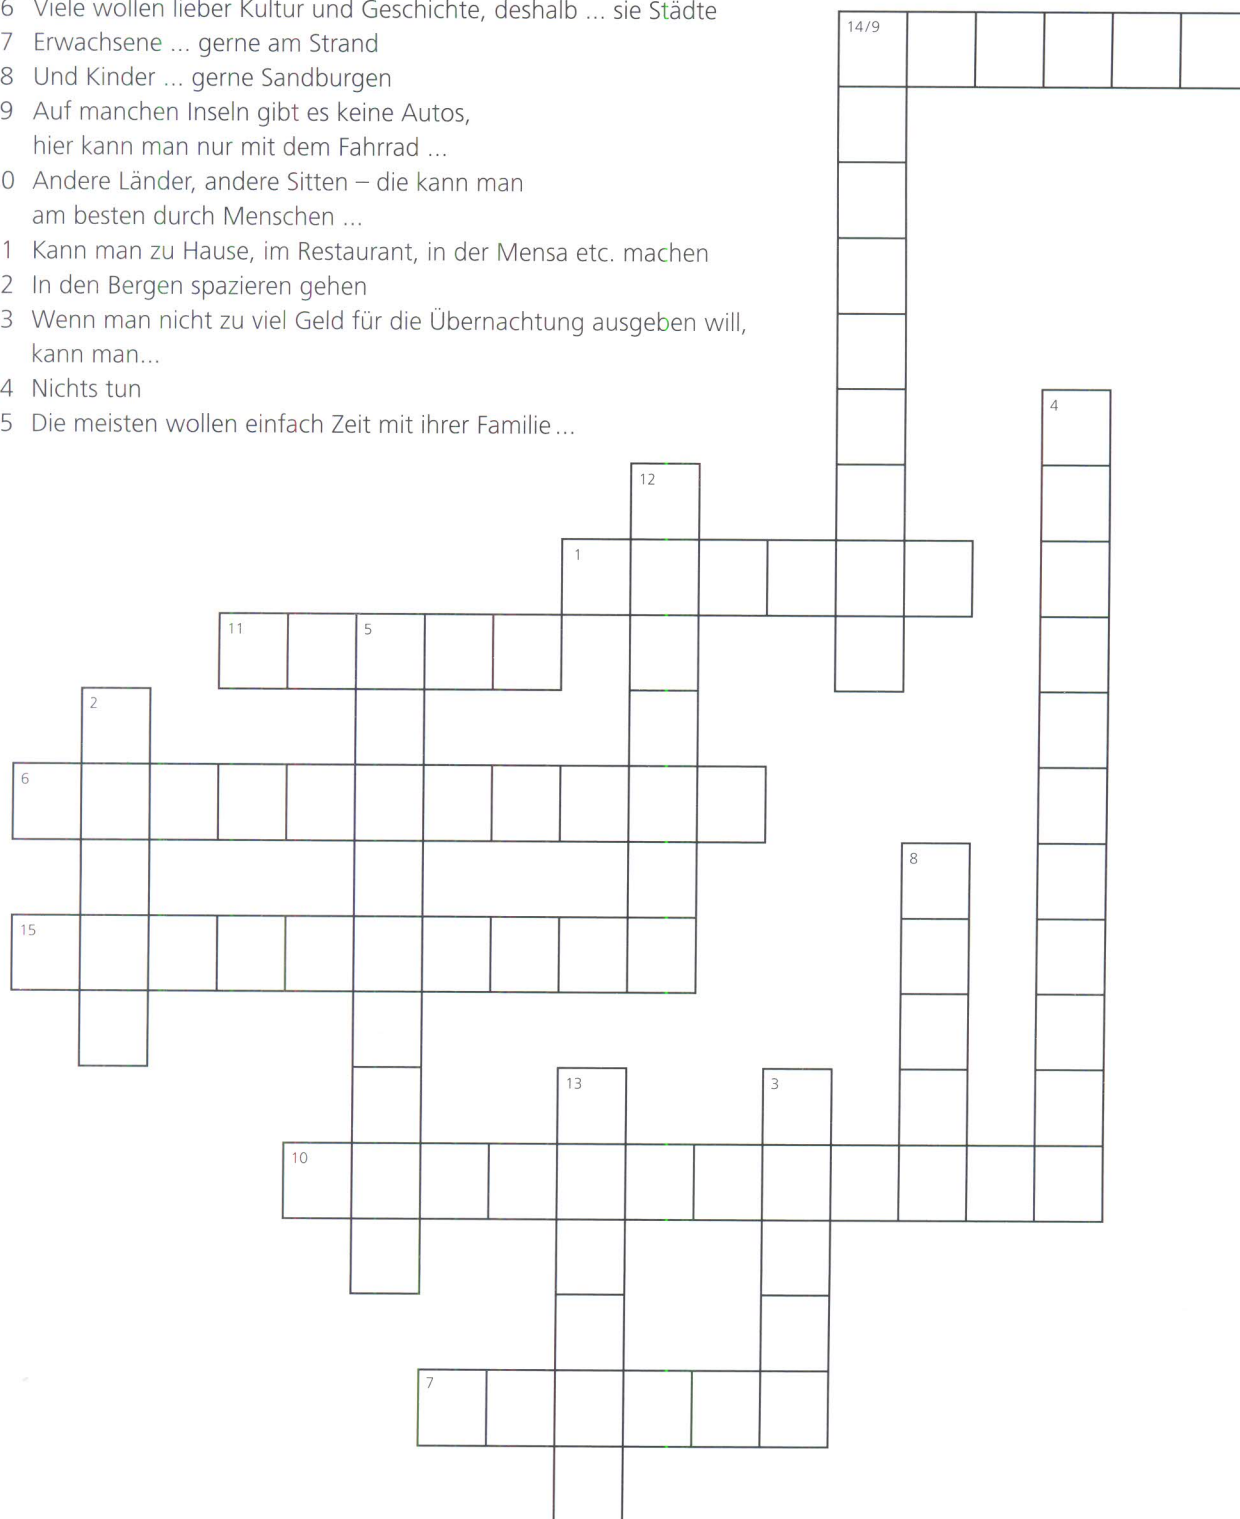 6 Viele wollen lieber Kultur und Geschichte, deshalb ... sie Städte
7 Erwachsene ... gerne am Strand
8 Und Kinder ... gerne Sandburgen
9 Auf manchen Inseln gibt es keine Autos,
hier kann man nur mit dem Fahrrad ...
0 Andere Länder, andere Sitten – die kann man
am besten durch Menschen ...
1 Kann man zu Hause, im Restaurant, in der Mensa etc. machen
2 In den Bergen spazieren gehen
3 Wenn man nicht zu viel Geld für die Übernachtung ausgeben will,
kann man...
4 Nichts tun
5 Die meisten wollen einfach Zeit mit ihrer Familie ...
14/9
4
12
1
11 5
2
6
8
15
13 3
10
7